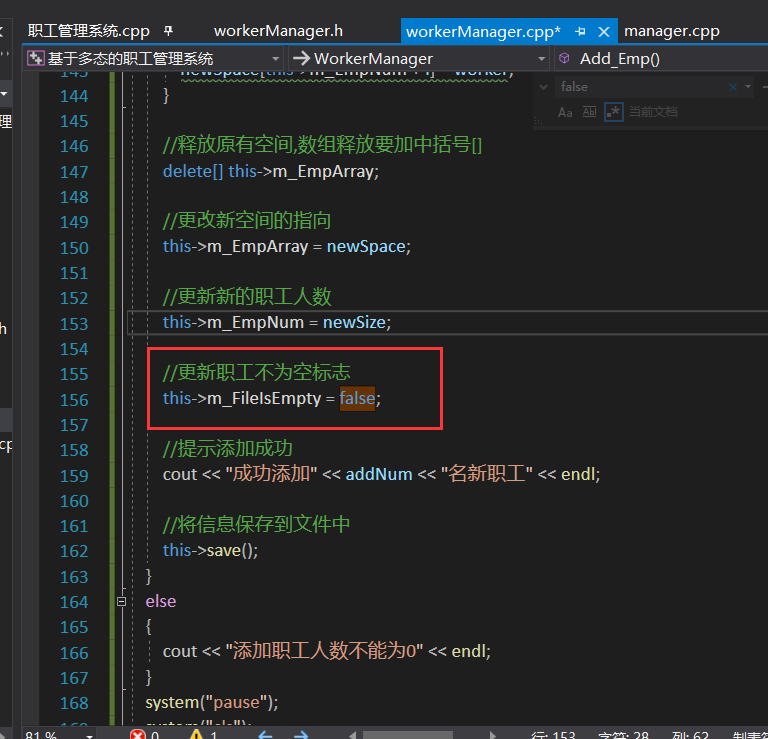 职工管理系统.cpp workerManager.h workerManager.cpp* manager.cpp
基于多态的职工管理系统 WorkerManager Add_Emp()
false
Aa Ab .* 当前文档
理
144 }
145
146 //释放原有空间,数组释放要加中括号[]
147 delete[] this->m_EmpArray;
148
149 //更改新空间的指向
150 this->m_EmpArray = newSpace;
151
152 //更新新的职工人数
153 this->m_EmpNum = newSize;
154
155 //更新职工不为空标志
156 this->m_FileIsEmpty = false;
157
158 //提示添加成功
159 cout << "成功添加" << addNum << "名新职工" << endl;
160
161 //将信息保存到文件中
162 this->save();
163 }
164 else
165 {
166 cout << "添加职工人数不能为0" << endl;
167 }
168 system("pause");
81 % 0 1 行: 153 字符: 28 列: 62